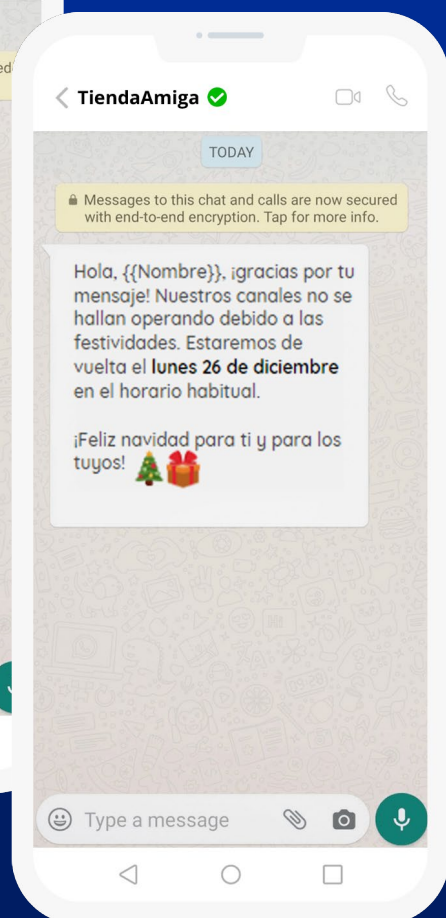 TiendaAmiga
TODAY
Messages to this chat and calls are now secured
with end-to-end encryption. Tap for more info.
Hola, {{Nombre}}, ¡gracias por tu
mensaje! Nuestros canales no se
hallan operando debido a las
festividades. Estaremos de
vuelta el lunes 26 de diciembre
en el horario habitual.
¡Feliz navidad para ti y para los
tuyos! 🎄🎁
Type a message